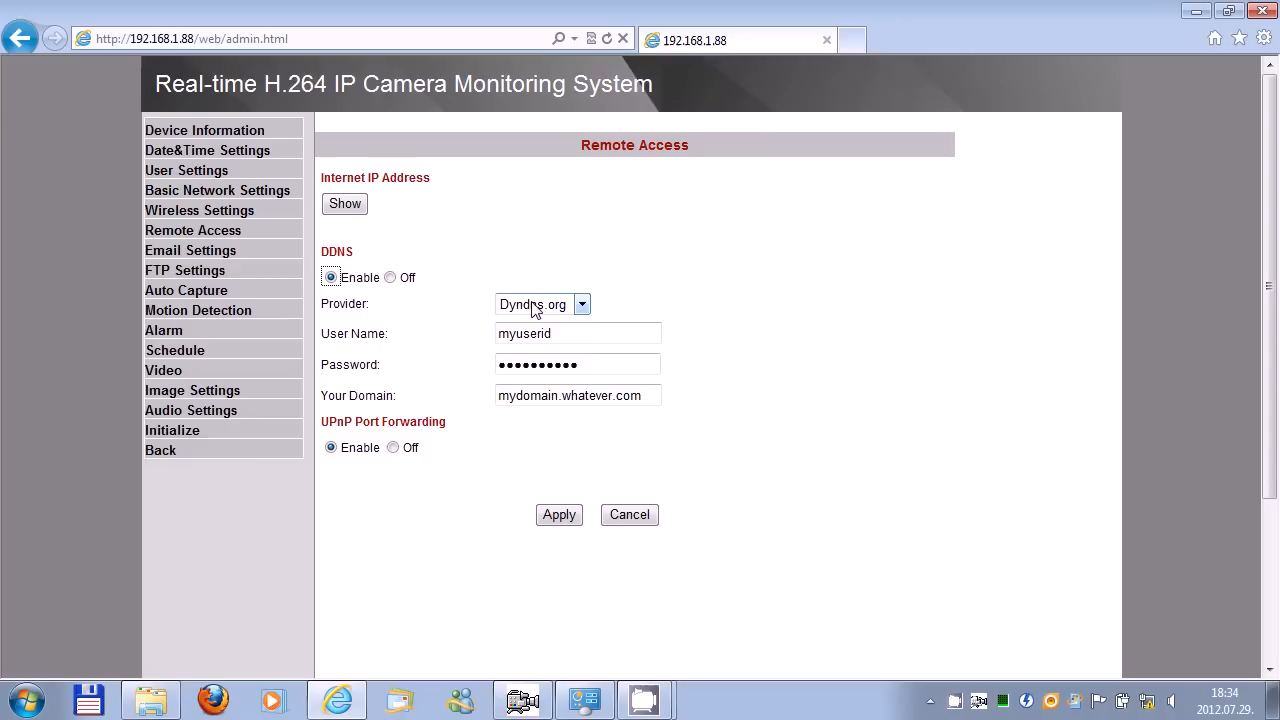 http://192.168.1.88/web/admin.html
192.168.1.88
Real-time H.264 IP Camera Monitoring System
Device Information
Date&Time Settings
User Settings
Basic Network Settings
Wireless Settings
Remote Access
Email Settings
FTP Settings
Auto Capture
Motion Detection
Alarm
Schedule
Video
Image Settings
Audio Settings
Initialize
Back
Remote Access
Internet IP Address
Show
DDNS
Enable Off
Provider: Dyndns.org
User Name: myuserid
Password: ●●●●●●●●●●
Your Domain: mydomain.whatever.com
UPnP Port Forwarding
Enable Off
Apply Cancel
18:34
2012.07.29.